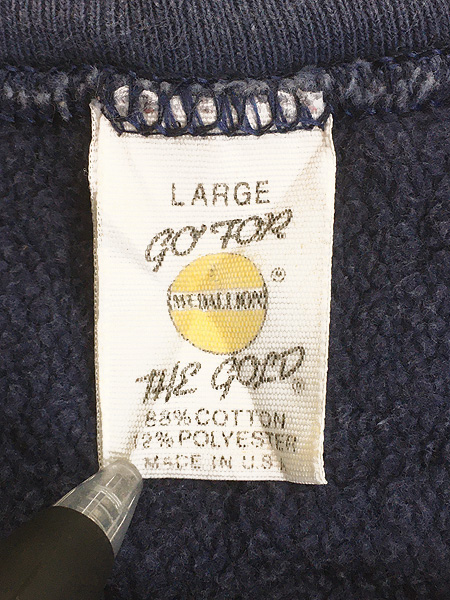 LARGE
GO FOR
®
MEDALLION
THE GOLD®
88% COTTON
12% POLYESTER
MADE IN U.S.